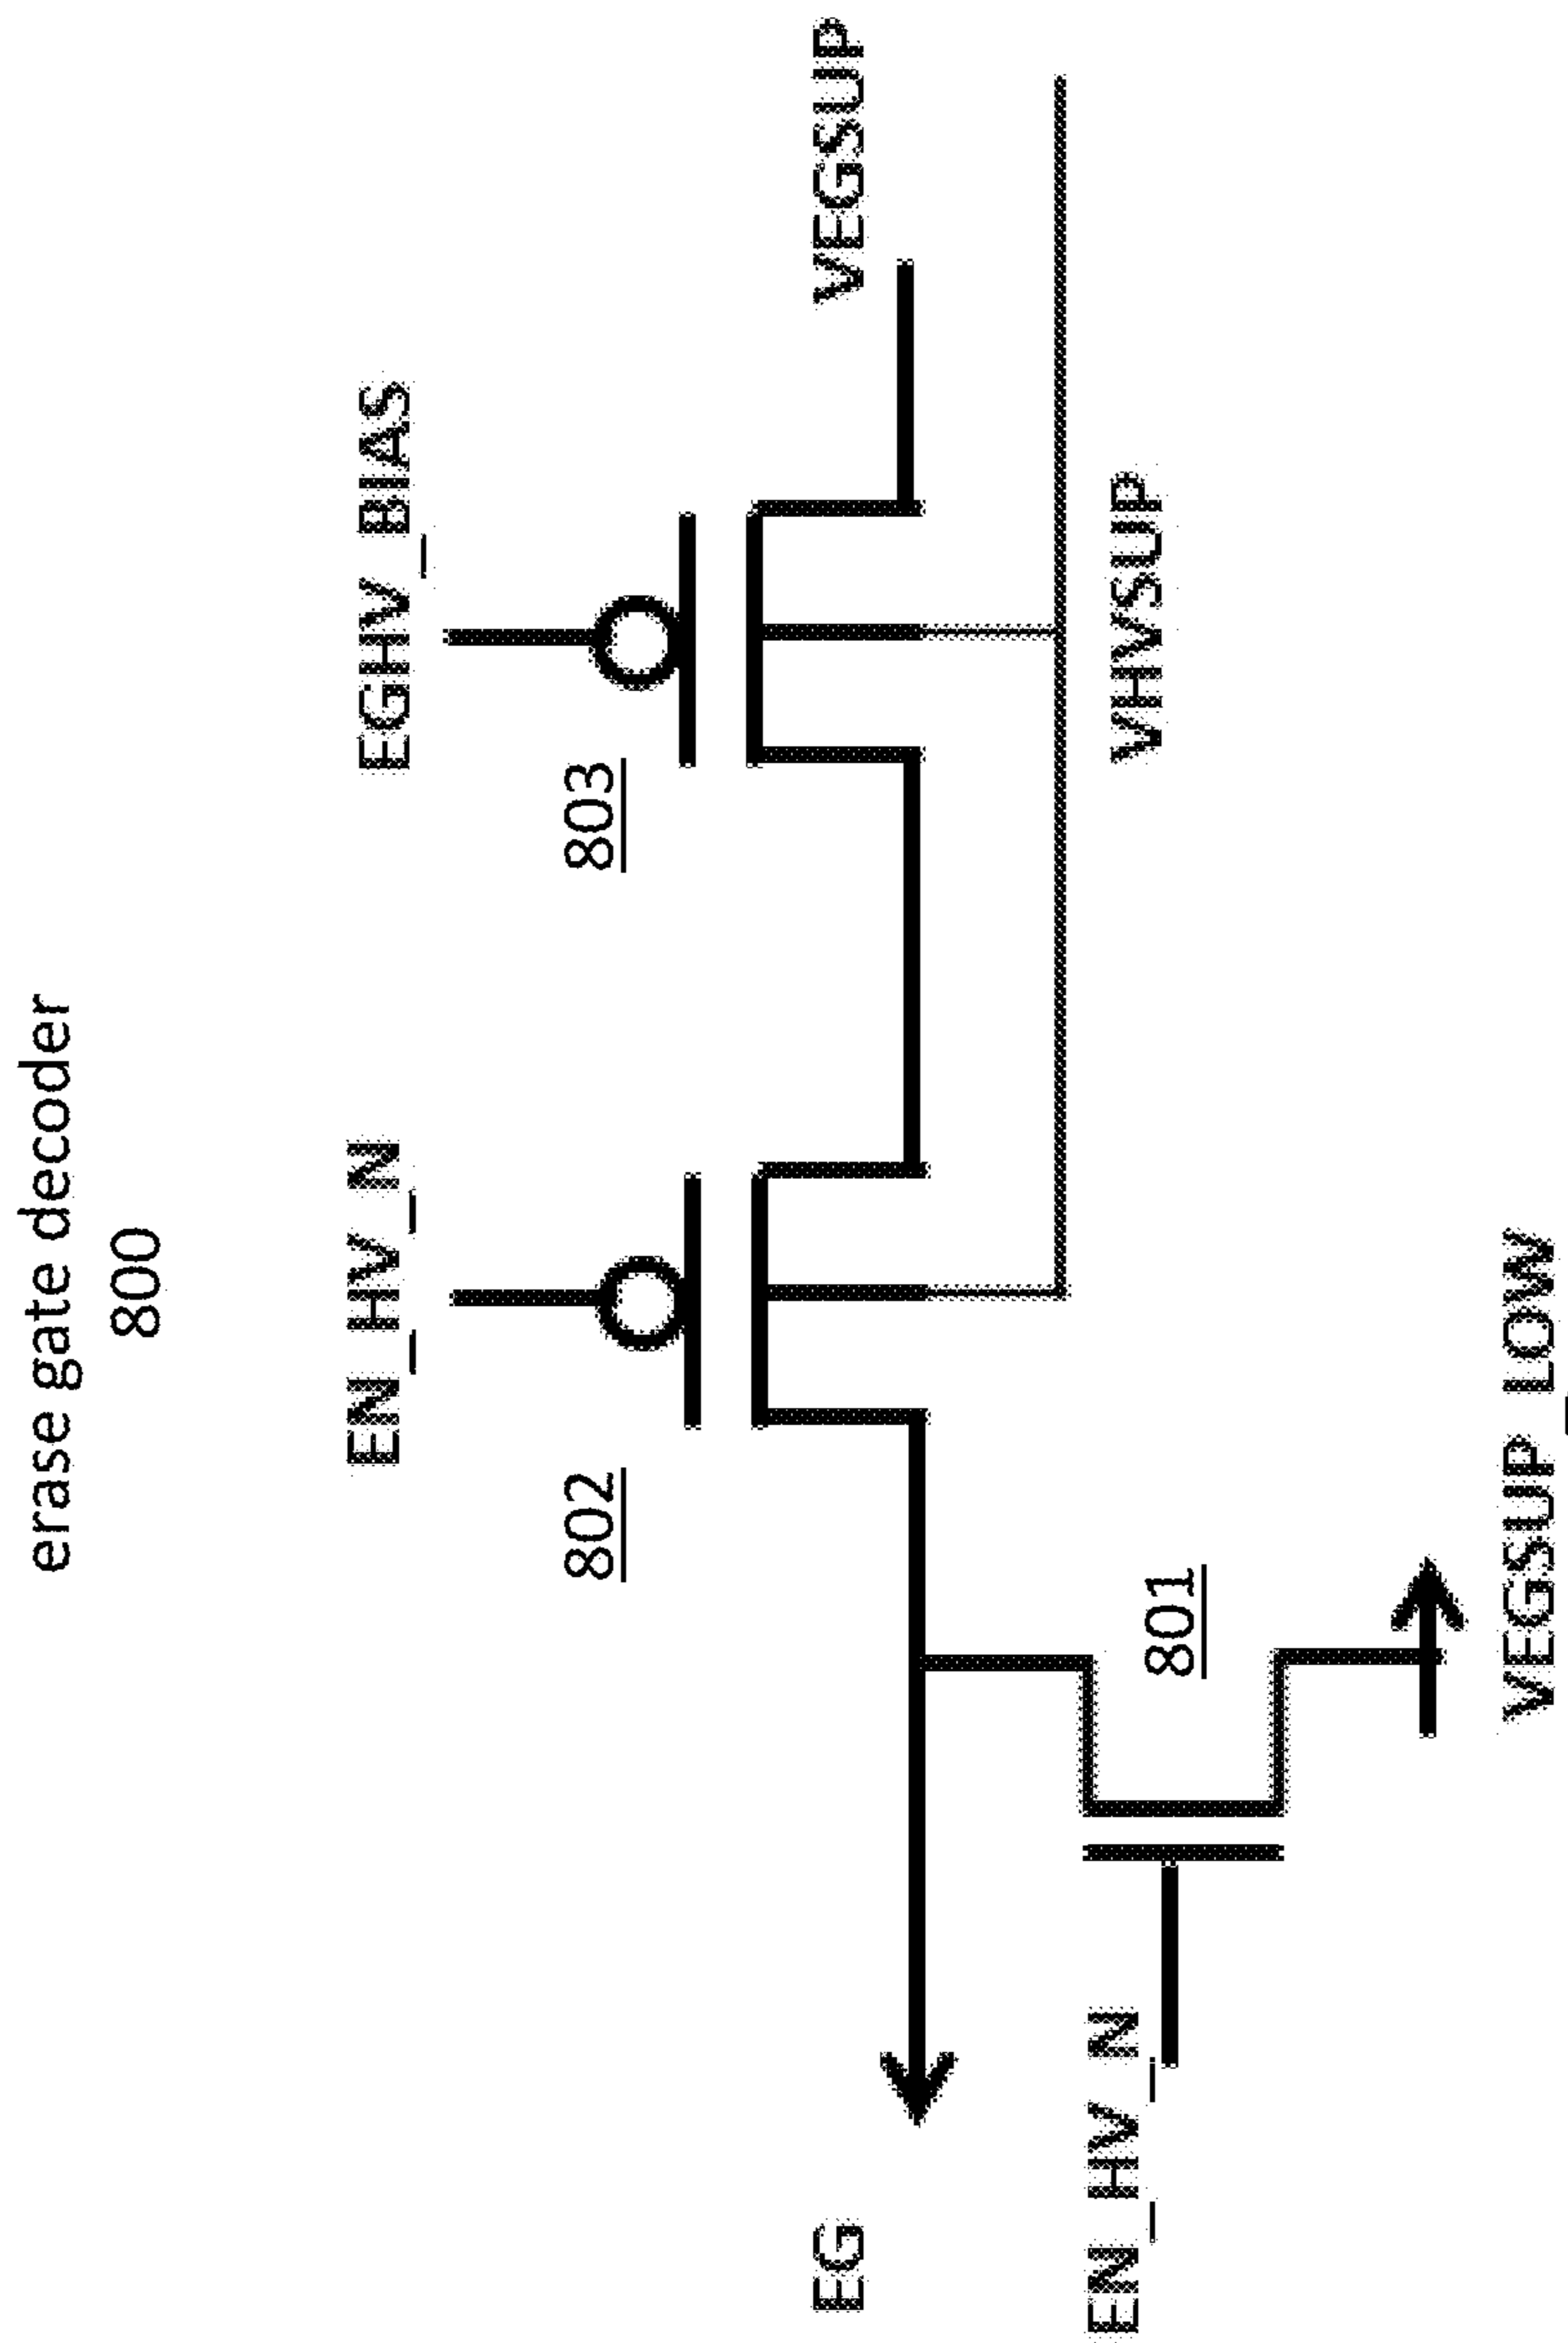 erase gate decoder
800
EN_HV_N
EGHV_BIAS
802
803
EG
VEGSUP
EN_HV_N
801
VHVSUP
VEGSUP_LOW